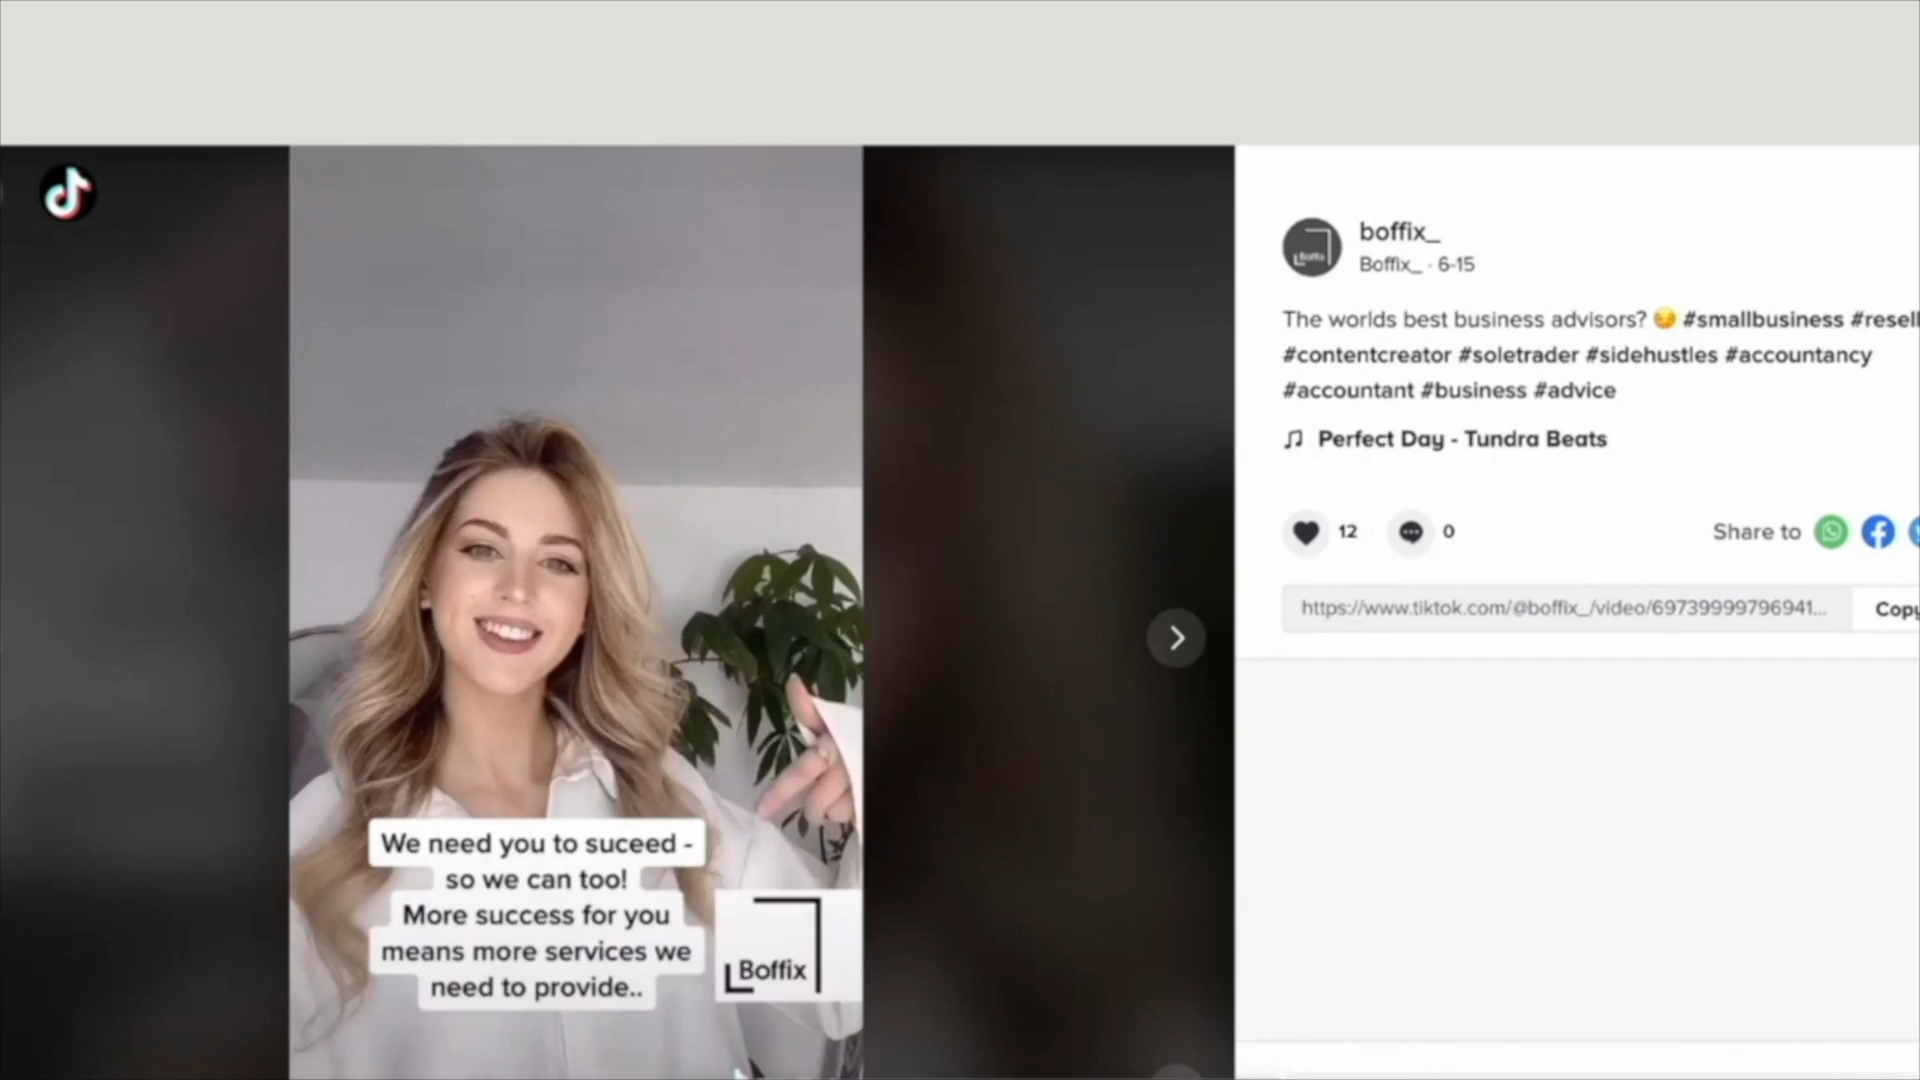 We need you to suceed -
so we can too!
More success for you
means more services we
need to provide..
Boffix
Boffix
boffix_
Boffix_ · 6-15
The worlds best business advisors? 😏 #smallbusiness #resell
#contentcreator #soletrader #sidehustles #accountancy
#accountant #business #advice
Perfect Day - Tundra Beats
12
0
Share to
https://www.tiktok.com/@boffix_/video/69739999796941...
Copy